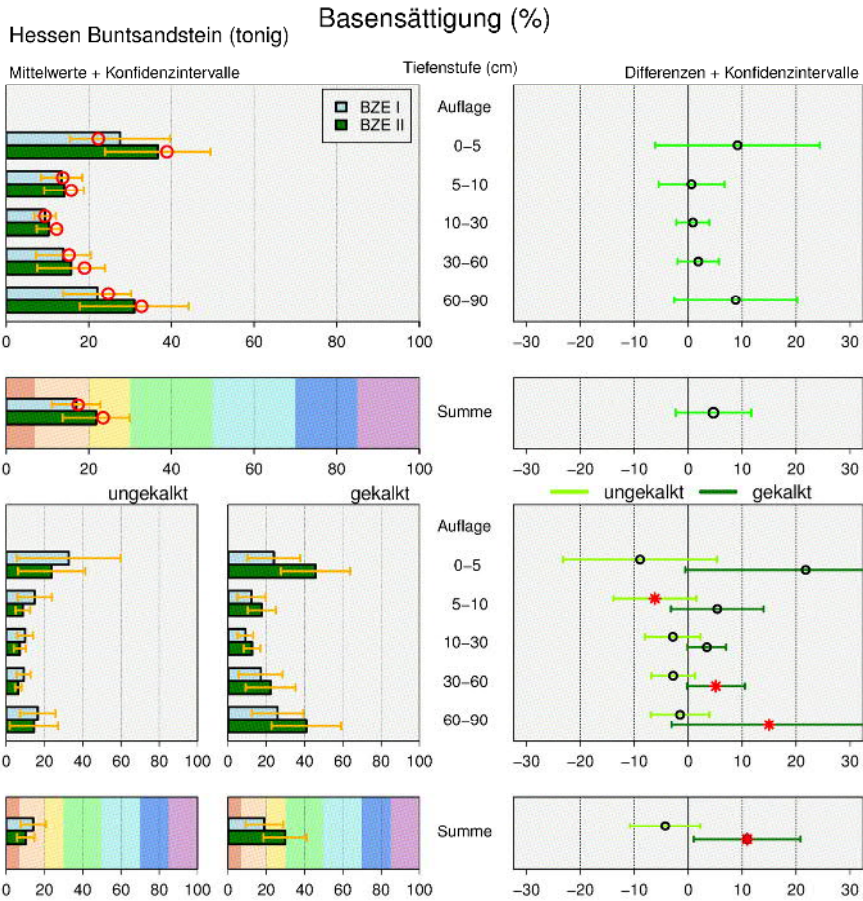 Basensättigung (%)
Hessen Buntsandstein (tonig)
Mittelwerte + Konfidenzintervalle
Tiefenstufe (cm)
Differenzen + Konfidenzintervalle
BZE I
BZE II
Auflage
0−5
5−10
10−30
30−60
60−90
0 20 40 60 80 100
−30 −20 −10 0 10 20 30
Summe
0 20 40 60 80 100
−30 −20 −10 0 10 20 30
ungekalkt
gekalkt
ungekalkt gekalkt
Auflage
0−5
5−10
10−30
30−60
60−90
0 20 40 60 80 100
0 20 40 60 80 100
−30 −20 −10 0 10 20 30
Summe
0 20 40 60 80 100
0 20 40 60 80 100
−30 −20 −10 0 10 20 30